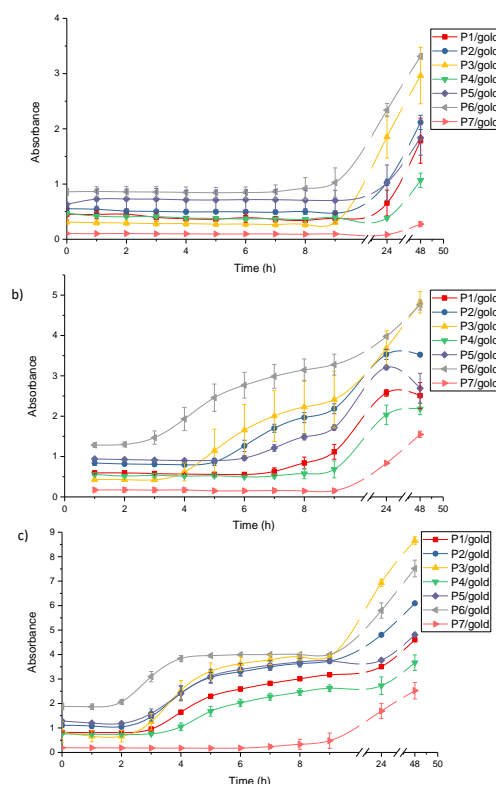 4
3
2
1
0
Absorbance
0
2
4
6
8
24
48
50
Time (h)
P1/gold
P2/gold
P3/gold
P4/gold
P5/gold
P6/gold
P7/gold
b)
5
4
3
2
1
0
Absorbance
0
2
4
6
8
24
48
50
Time (h)
P1/gold
P2/gold
P3/gold
P4/gold
P5/gold
P6/gold
P7/gold
c)
9
8
7
6
5
4
3
2
1
0
Absorbance
0
2
4
6
8
24
48
50
Time (h)
P1/gold
P2/gold
P3/gold
P4/gold
P5/gold
P6/gold
P7/gold